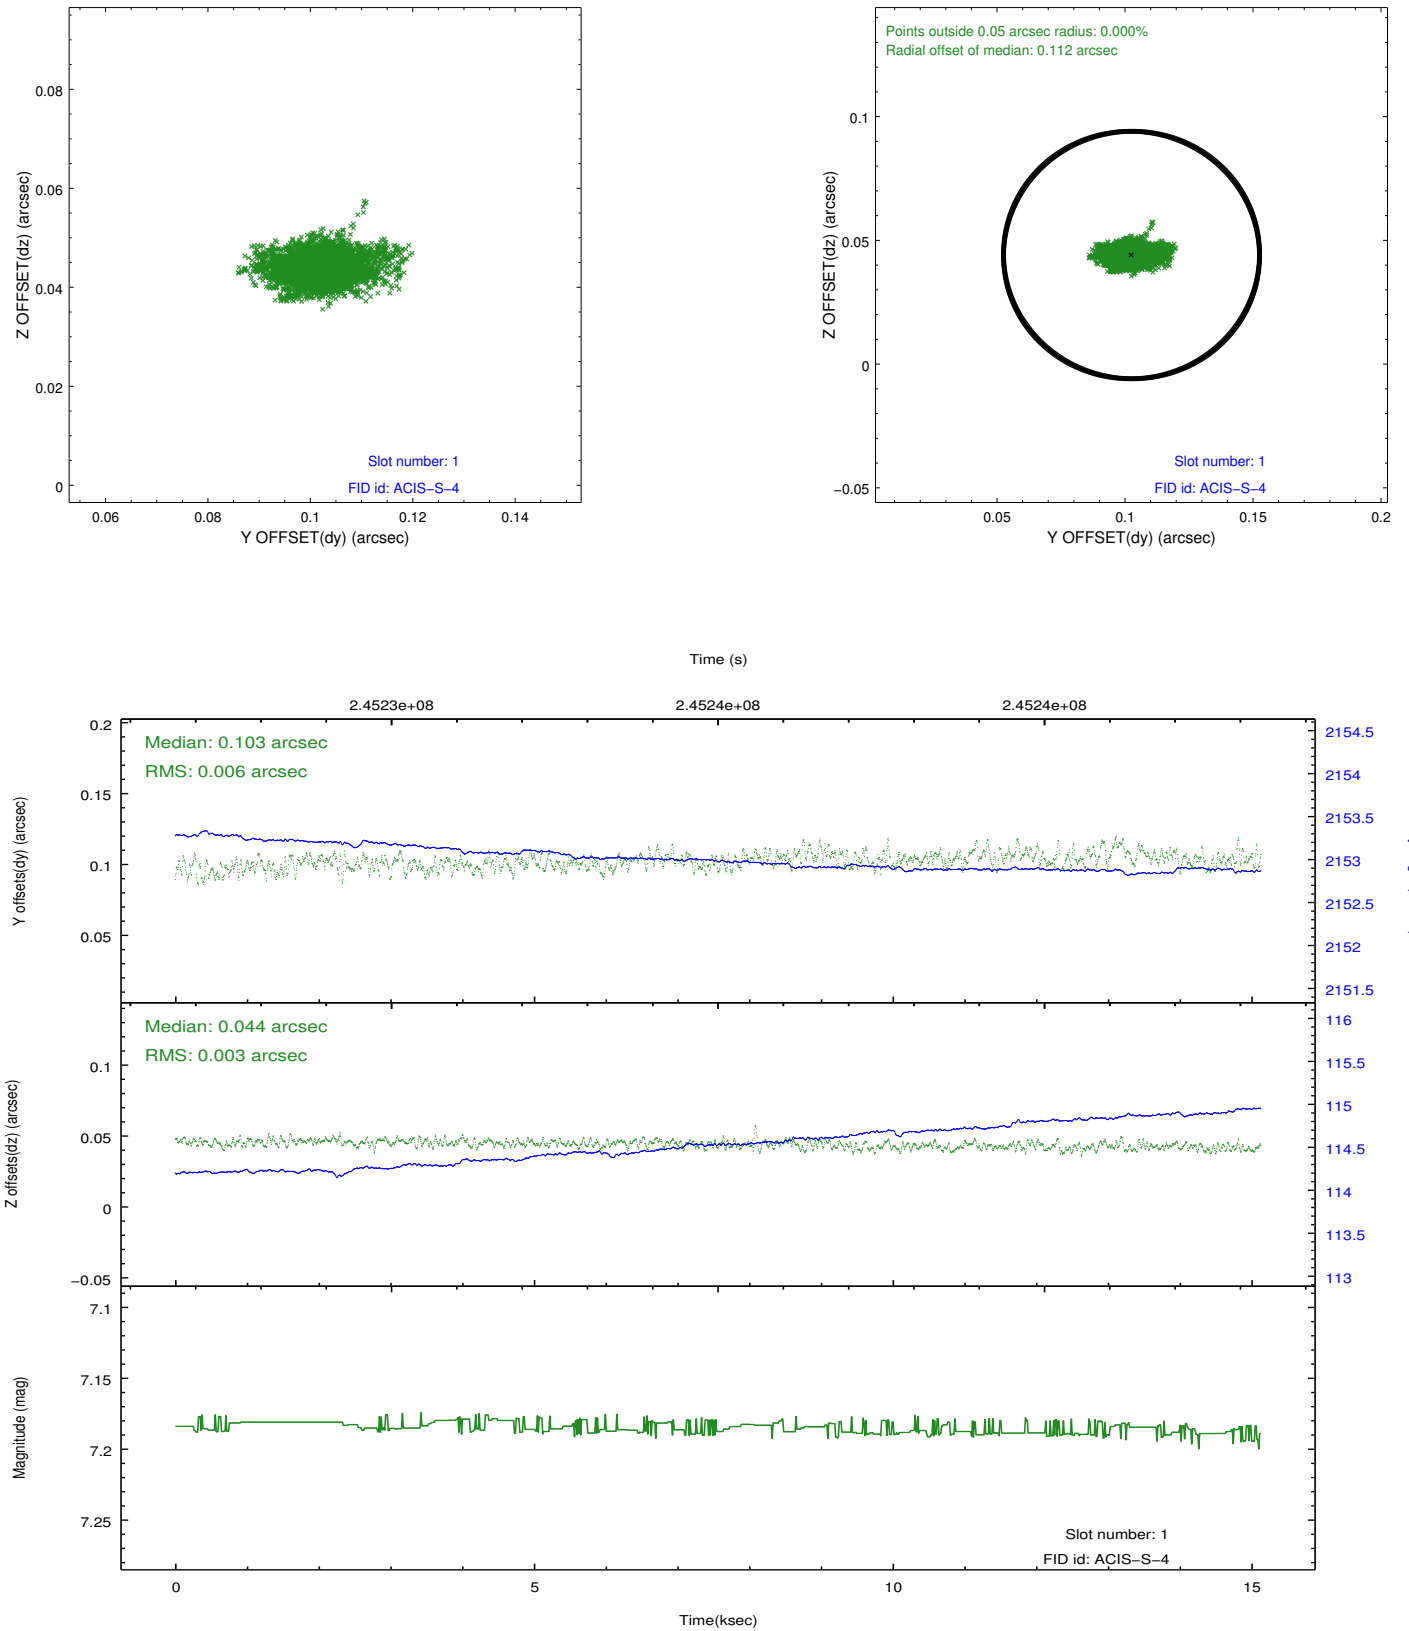 Z OFFSET(dz) (arcsec)
0.08
0.06
0.04
0.02
0
Slot number: 1
FID id: ACIS−S−4
0.06 0.08 0.1 0.12 0.14
Y OFFSET(dy) (arcsec)
Points outside 0.05 arcsec radius: 0.000%
Radial offset of median: 0.112 arcsec
Z OFFSET(dz) (arcsec)
0.1
0.05
0
−0.05
Slot number: 1
FID id: ACIS−S−4
0.05 0.1 0.15 0.2
Y OFFSET(dy) (arcsec)
Time (s)
2.4523e+08 2.4524e+08 2.4524e+08
Y offsets(dy) (arcsec)
0.2
0.15
0.1
0.05
Median: 0.103 arcsec
RMS: 0.006 arcsec
2154.5
2154
2153.5
2153
2152.5
2152
2151.5
Z offsets(dz) (arcsec)
0.1
0.05
0
−0.05
Median: 0.044 arcsec
RMS: 0.003 arcsec
116
115.5
115
114.5
114
113.5
113
Magnitude (mag)
7.1
7.15
7.2
7.25
Slot number: 1
FID id: ACIS−S−4
0 5 10 15
Time(ksec)